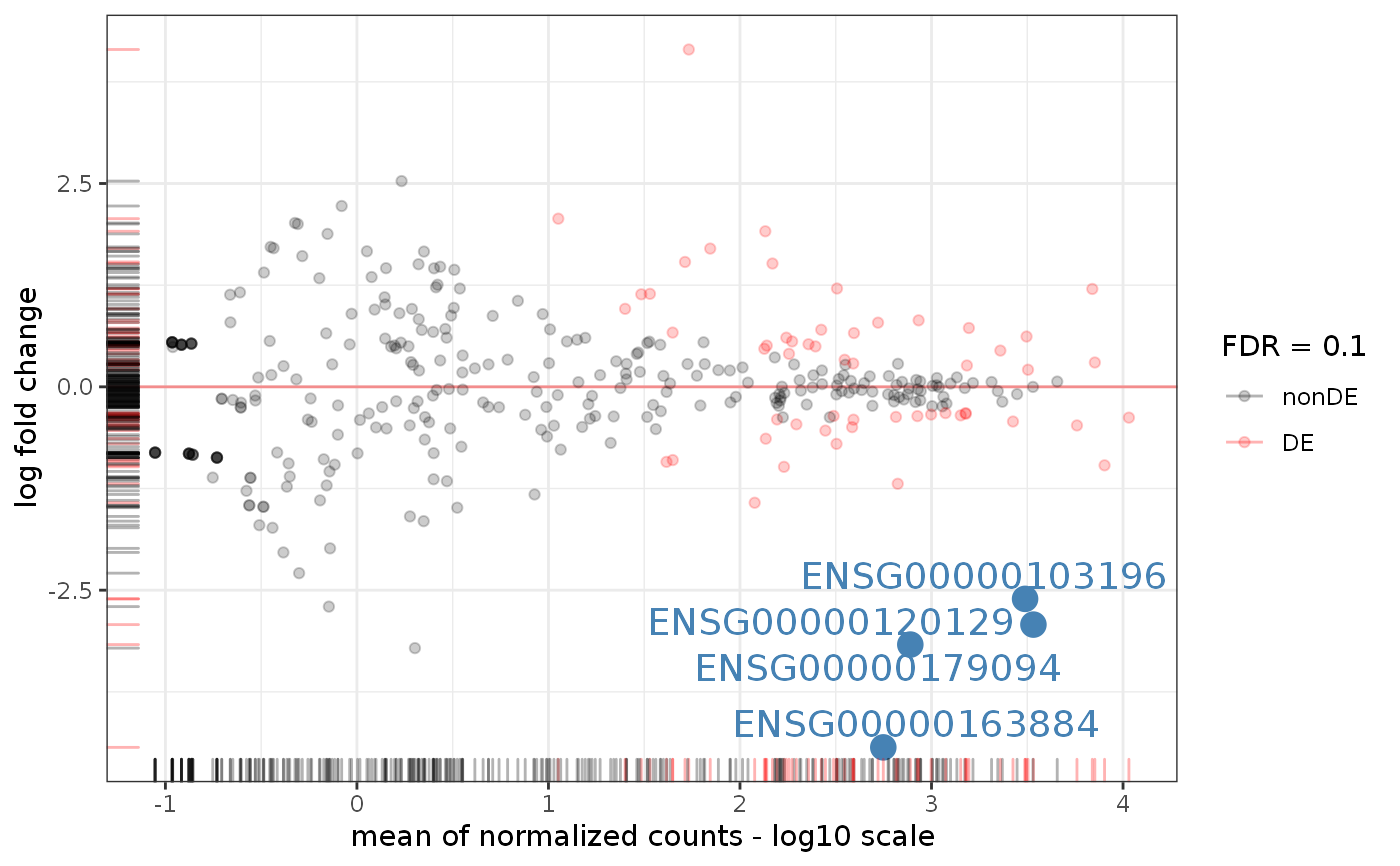 log fold change
2.5
0.0
-2.5
ENSG00000103196
ENSG00000120129
ENSG00000179094
ENSG00000163884
-1
0
1
2
3
4
mean of normalized counts - log10 scale
FDR = 0.1
nonDE
DE